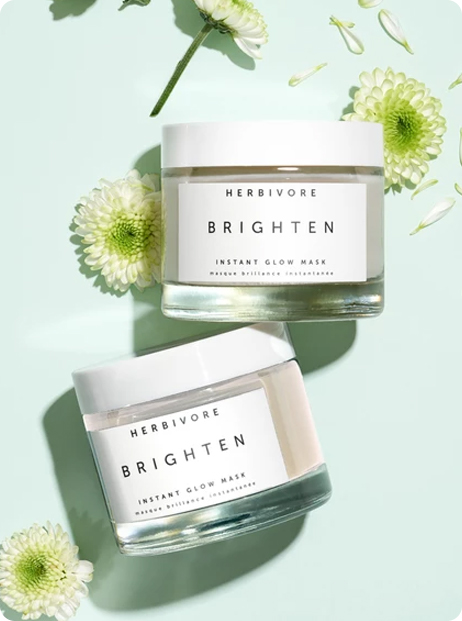 HERBIVORE
BRIGHTEN
INSTANT GLOW MASK
masque brillance instantanée
HERBIVORE
BRIGHTEN
INSTANT GLOW MASK
masque brillance instantanée